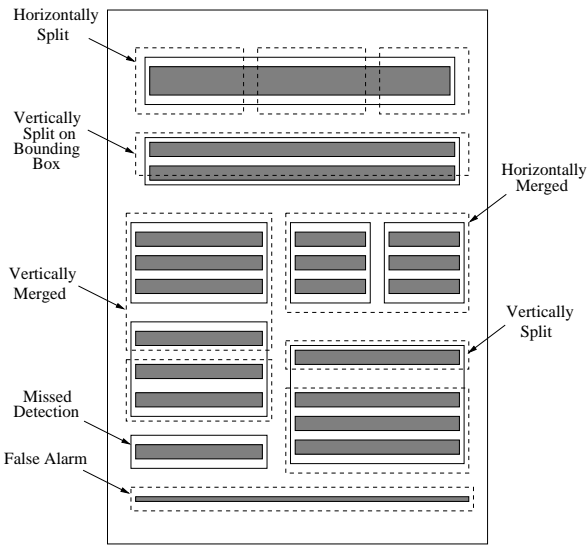 Horizontally
Split
Vertically
Split on
Bounding
Box
Horizontally
Merged
Vertically
Merged
Vertically
Split
Missed
Detection
False Alarm